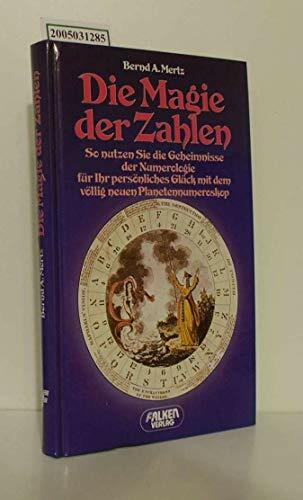 2005031285
Bernd A. Mertz
Die Magie
der Zahlen
So nutzen Sie die Geheimnisse
der Numerologie
für Ihr persönliches Glück mit dem
völlig neuen Planetennumeroskop
FALKEN
VERLAG
Bernd A. Mertz Die Magie der Zahlen